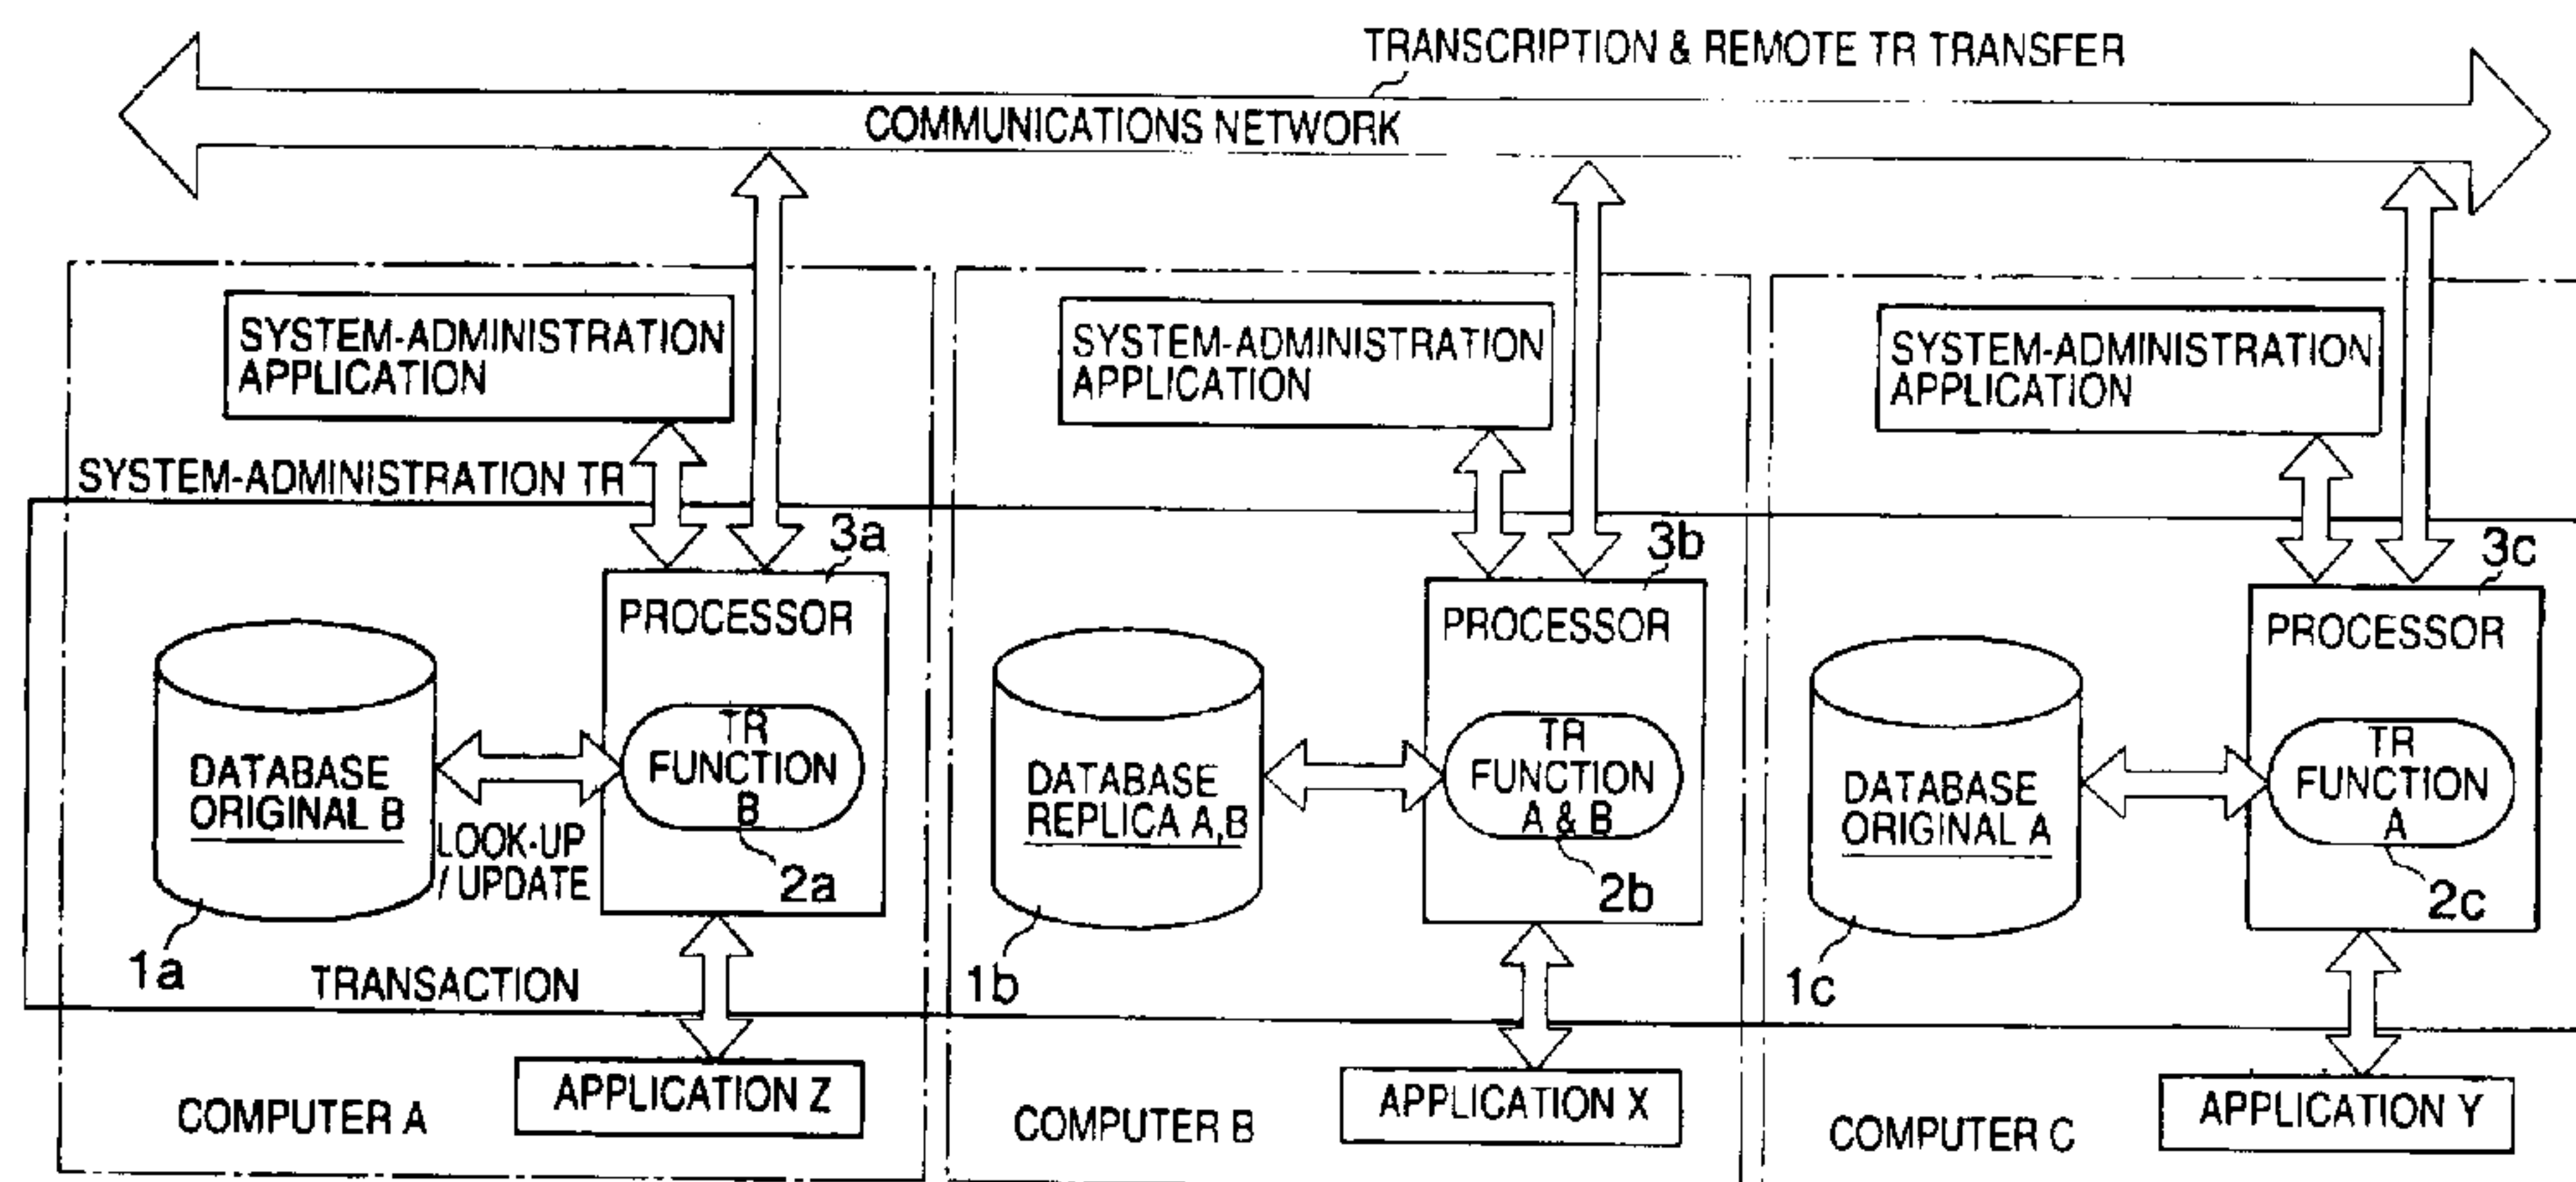 TRANSCRIPTION & REMOTE TR TRANSFER
COMMUNICATIONS NETWORK
SYSTEM-ADMINISTRATION
APPLICATION
SYSTEM-ADMINISTRATION
APPLICATION
SYSTEM-ADMINISTRATION
APPLICATION
SYSTEM-ADMINISTRATION TR
3a
PROCESSOR
DATABASE
ORIGINAL B
TR
FUNCTION
B
LOOK-UP
/ UPDATE
2a
1a
TRANSACTION
3b
PROCESSOR
DATABASE
REPLICA A,B
TR
FUNCTION
A & B
2b
1b
3c
PROCESSOR
DATABASE
ORIGINAL A
TR
FUNCTION
A
2c
1c
COMPUTER A
APPLICATION Z
COMPUTER B
APPLICATION X
COMPUTER C
APPLICATION Y